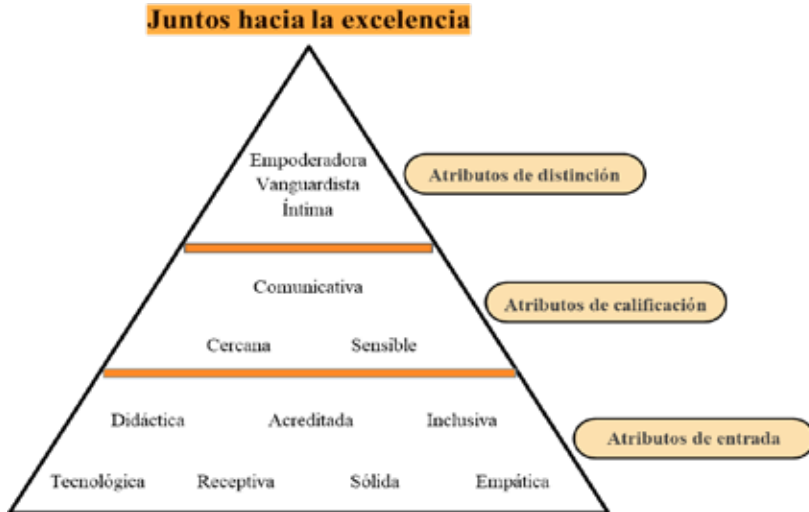 Juntos hacia la excelencia
Empoderadora
Vanguardista
Íntima
Atributos de distinción
Comunicativa
Atributos de calificación
Cercana Sensible
Didáctica Acreditada Inclusiva
Atributos de entrada
Tecnológica Receptiva Sólida Empática